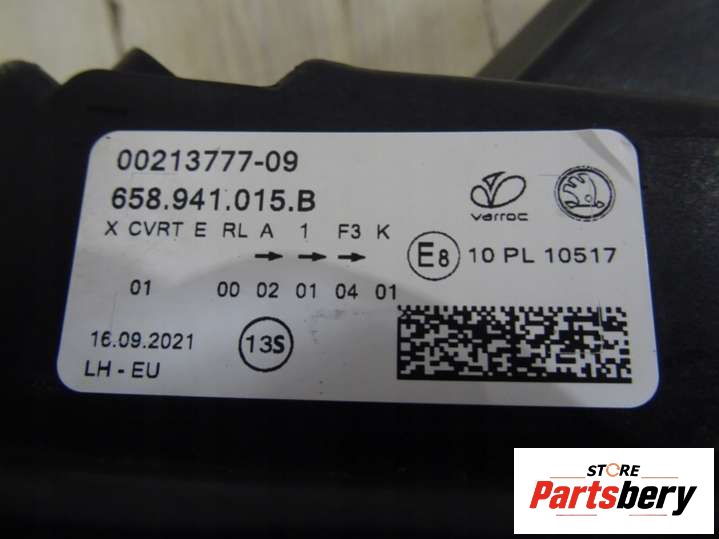 00213777-09
658.941.015.B
X CVRT E RL A 1 F3 K
01 00 02 01 04 01
varroc
E8 10 PL 10517
16.09.2021
13S
LH - EU
STORE
Partsbery